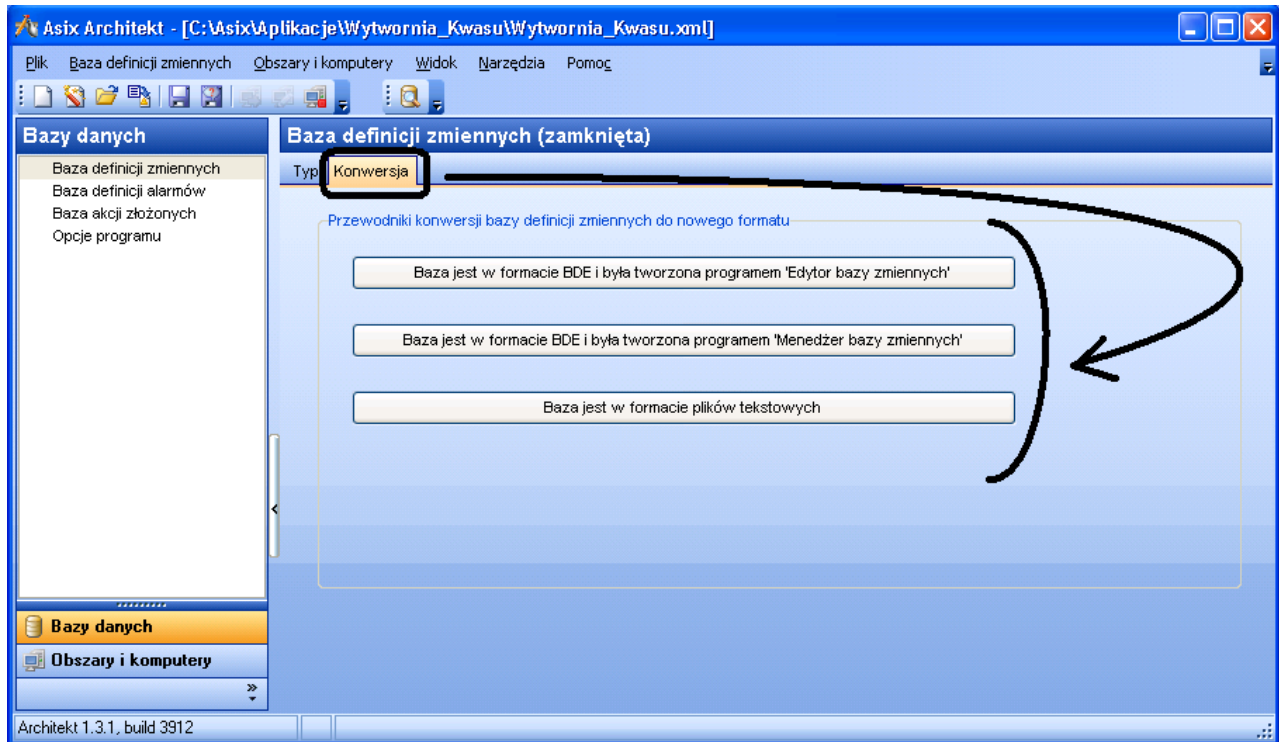 Asix Architekt - [C:\Asix\Aplikacje\Wytwornia_Kwasu\Wytwornia_Kwasu.xml]
Plik Baza definicji zmiennych Obszary i komputery Widok Narzędzia Pomoc
Bazy danych
Baza definicji zmiennych
Baza definicji alarmów
Baza akcji złożonych
Opcje programu
Baza definicji zmiennych (zamknięta)
Typ Konwersja
Przewodniki konwersji bazy definicji zmiennych do nowego formatu
Baza jest w formacie BDE i była tworzona programem 'Edytor bazy zmiennych'
Baza jest w formacie BDE i była tworzona programem 'Menedżer bazy zmiennych'
Baza jest w formacie plików tekstowych
Bazy danych
Obszary i komputery
Architekt 1.3.1, build 3912